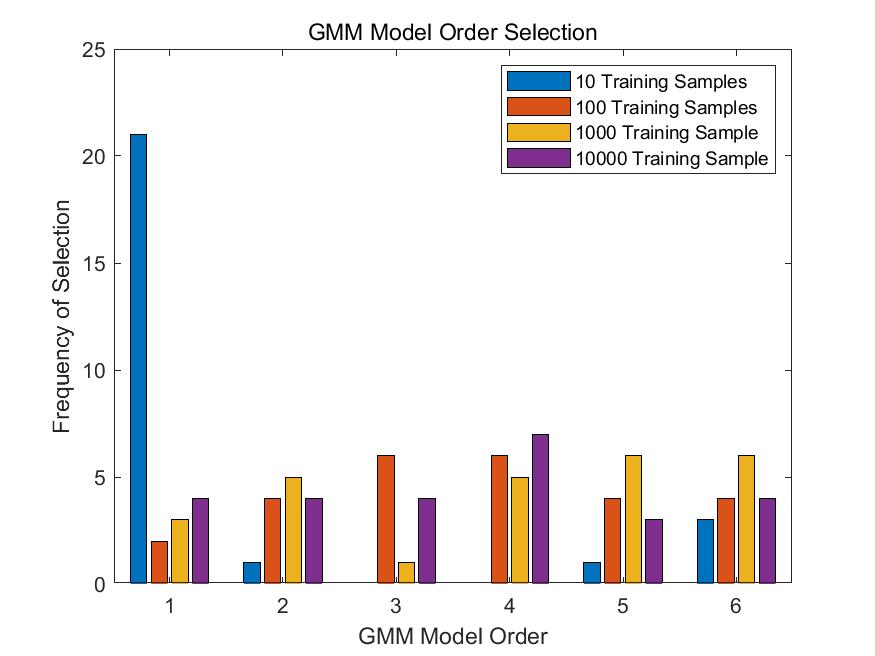 GMM Model Order Selection
25
20
15
10
5
0
Frequency of Selection
10 Training Samples
100 Training Samples
1000 Training Sample
10000 Training Sample
1 2 3 4 5 6
GMM Model Order